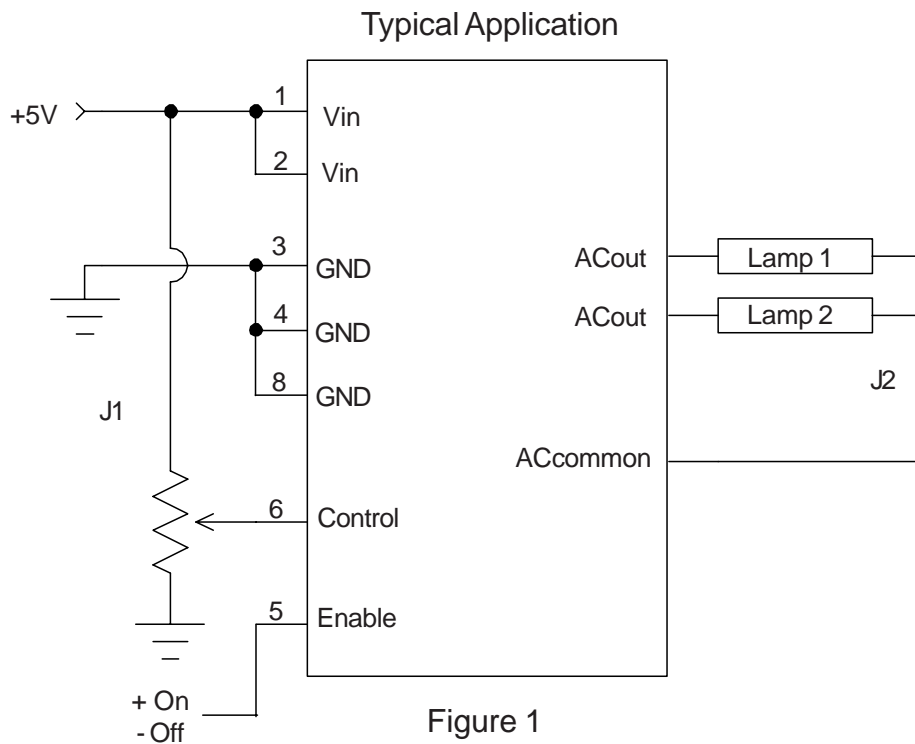 Typical Application
+5V
1
Vin
2
Vin
3
GND
4
GND
8
GND
J1
6
Control
5
Enable
+ On
- Off
ACout
Lamp 1
ACout
Lamp 2
J2
ACcommon
Figure 1